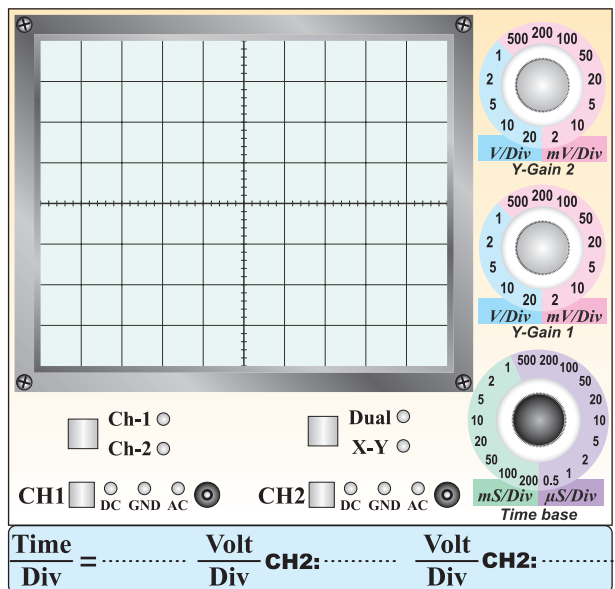 500 200 100
1 50
2 20
5 10
10 20 2
V/Div mV/Div
Y-Gain 2
500 200 100
1 50
2 20
5 10
10 20 2
V/Div mV/Div
Y-Gain 1
500 200 100
1 50
2 20
5 10
10 5
20 2
50 1
100 200 0.5
mS/Div µS/Div
Time base
Ch-1
Ch-2
Dual
X-Y
CH1 DC GND AC
CH2 DC GND AC
Time/Div = ............ Volt/Div CH2: ............ Volt/Div CH2: ............